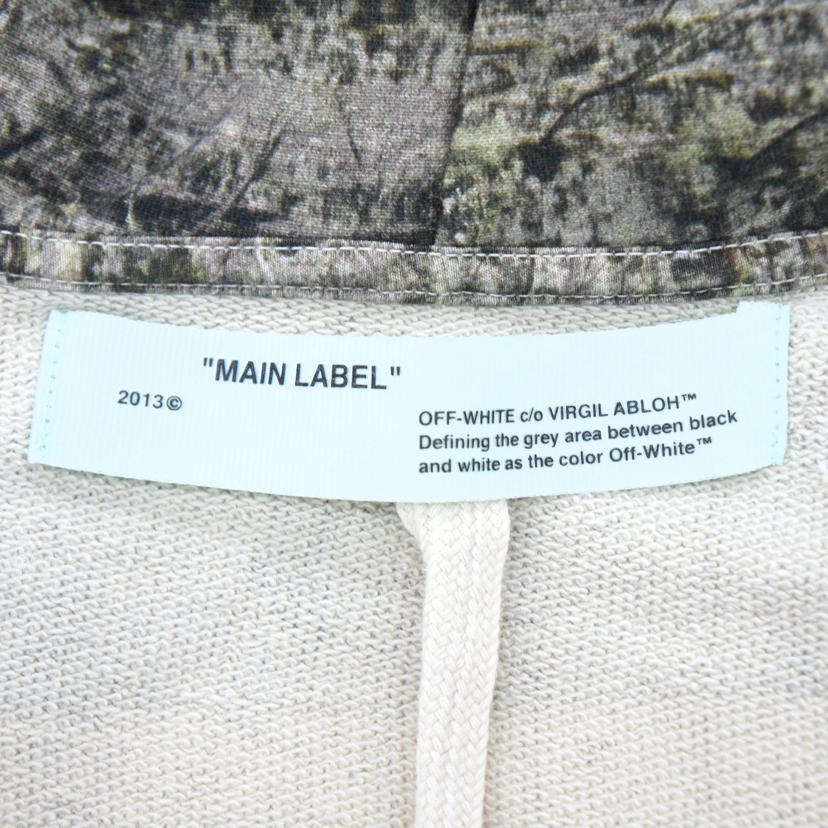 "MAIN LABEL"
2013©
OFF-WHITE c/o VIRGIL ABLOH™
Defining the grey area between black
and white as the color Off-White™